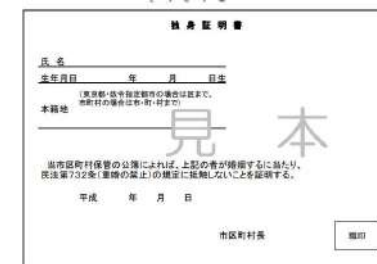 独 身 証 明 書
氏 名
生年月日 年 月 日生
本籍地 (東京都・政令指定都市の場合は区まで、
市町村の場合は市・町・村まで)
見 本
当市区町村保管の公簿によれば、上記の者が婚姻するに当たり、
民法第732条(重婚の禁止)の規定に抵触しないことを証明する。
平成 年 月 日
市区町村長 職印